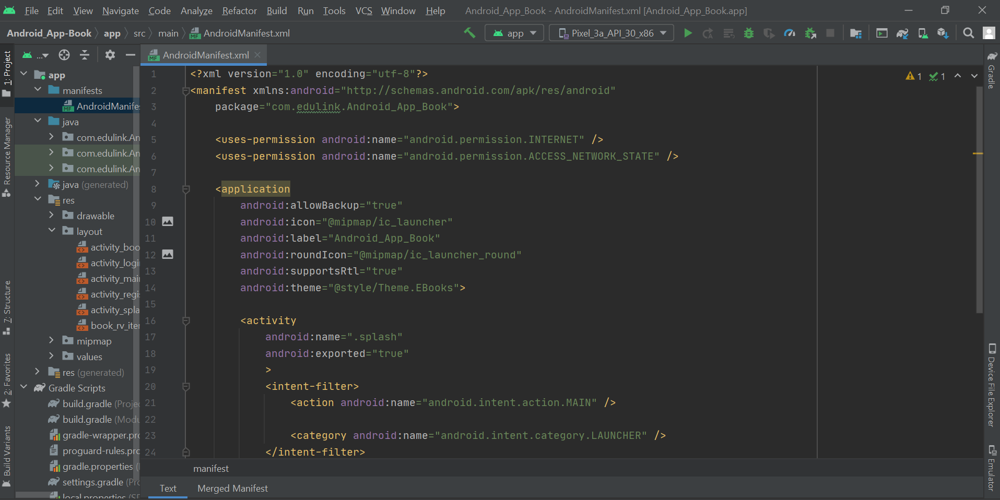 File Edit View Navigate Code Analyze Refactor Build Run Tools VCS Window Help Android_App_Book - AndroidManifest.xml [Android_App_Book.app]
Android_App-Book app src main AndroidManifest.xml app Pixel_3a_API_30_x86
1: Project
Resource Manager
7: Structure
2: Favorites
Build Variants
...
app
manifests
AndroidManifes
java
com.edulink.An
com.edulink.An
com.edulink.An
java (generated)
res
drawable
layout
activity_boo
activity_logi
activity_mai
activity_regi
activity_spla
book_rv_iter
mipmap
values
res (generated)
Gradle Scripts
build.gradle (Projec
build.gradle (Modu
gradle-wrapper.pro
proguard-rules.pro
gradle.properties (
settings.gradle (Pro
local.properties (SD
AndroidManifest.xml
1 <?xml version="1.0" encoding="utf-8"?>
2 <manifest xmlns:android="http://schemas.android.com/apk/res/android"
3 package="com.edulink.Android_App_Book">
4
5 <uses-permission android:name="android.permission.INTERNET" />
6 <uses-permission android:name="android.permission.ACCESS_NETWORK_STATE" />
7
8 <application
9 android:allowBackup="true"
10 android:icon="@mipmap/ic_launcher"
11 android:label="Android_App_Book"
12 android:roundIcon="@mipmap/ic_launcher_round"
13 android:supportsRtl="true"
14 android:theme="@style/Theme.EBooks">
15
16 <activity
17 android:name=".splash"
18 android:exported="true"
19 >
20 <intent-filter>
21 <action android:name="android.intent.action.MAIN" />
22
23 <category android:name="android.intent.category.LAUNCHER" />
24 </intent-filter>
1 1
manifest
Text Merged Manifest
Gradle
Device File Explorer
Emulator